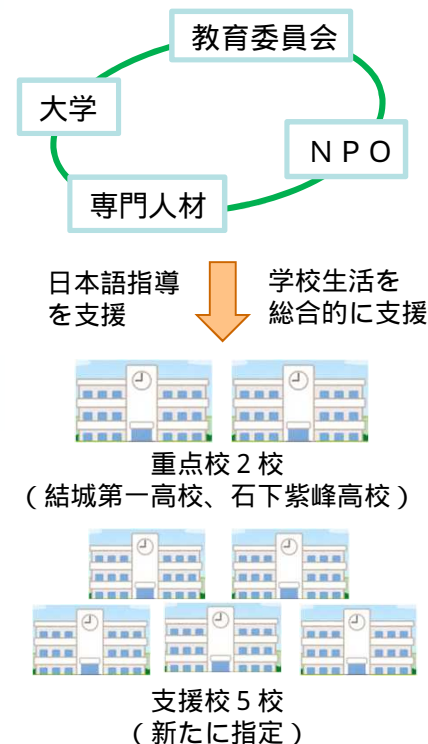 教育委員会
大学
ＮＰＯ
専門人材
日本語指導
を支援
学校生活を
総合的に支援
重点校２校
（結城第一高校、石下紫峰高校）
支援校５校
（新たに指定）